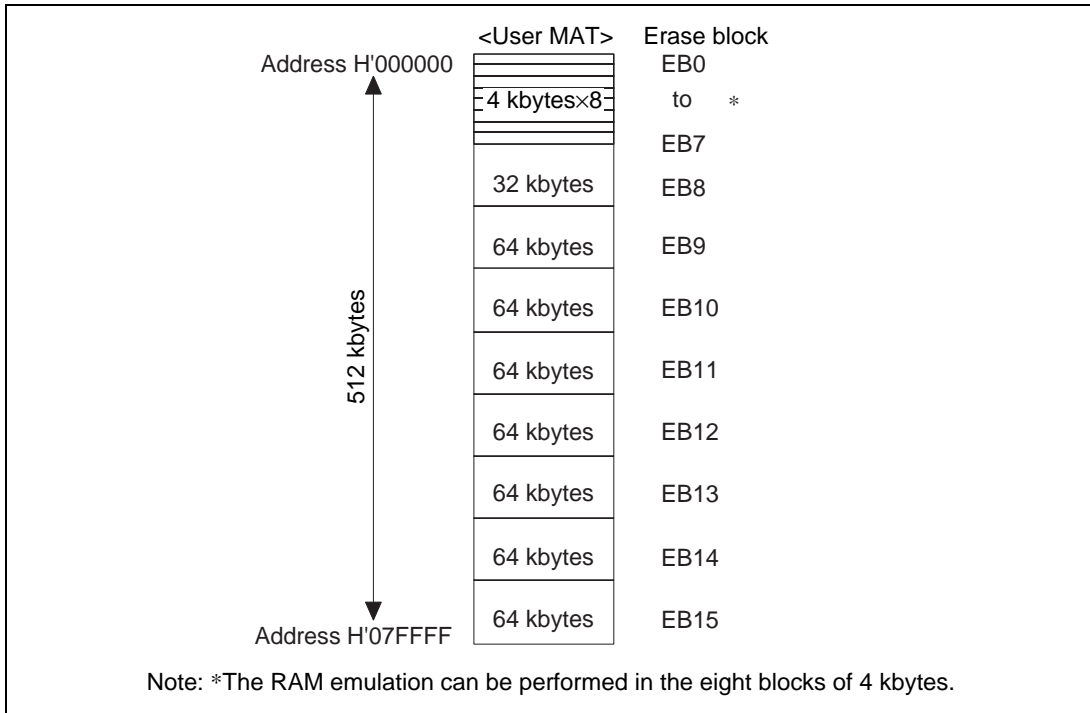 <User MAT> Erase block
Address H'000000 EB0
4 kbytes×8 to *
EB7
32 kbytes EB8
64 kbytes EB9
64 kbytes EB10
512 kbytes
64 kbytes EB11
64 kbytes EB12
64 kbytes EB13
64 kbytes EB14
64 kbytes EB15
Address H'07FFFF
Note: *The RAM emulation can be performed in the eight blocks of 4 kbytes.